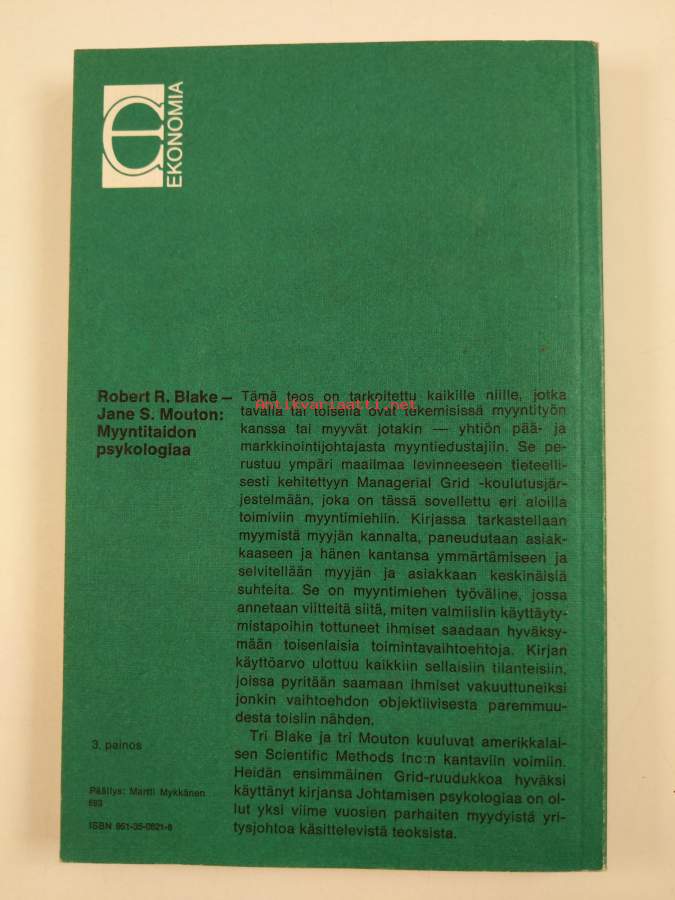 EKONOMIA
Robert R. Blake –
Jane S. Mouton:
Myyntitaidon
psykologiaa
Tämä teos on tarkoitettu kaikille niille, jotka
tavalla tai toisella ovat tekemisissä myyntityön
kanssa tai myyvät jotakin — yhtiön pää- ja
markkinointijohtajasta myyntiedustajiin. Se pe-
rustuu ympäri maailmaa levinneeseen tieteelli-
sesti kehitettyyn Managerial Grid -koulutusjär-
jestelmään, joka on tässä sovellettu eri aloilla
toimiviin myyntimiehiin. Kirjassa tarkastellaan
myymistä myyjän kannalta, paneudutaan asiak-
kaaseen ja hänen kantansa ymmärtämiseen ja
selvitellään myyjän ja asiakkaan keskinäisiä
suhteita. Se on myyntimiehen työväline, jossa
annetaan viitteitä siitä, miten valmiisiin käyttäyty-
mistapoihin tottuneet ihmiset saadaan hyväksy-
mään toisenlaisia toimintavaihtoehtoja. Kirjan
käyttöarvo ulottuu kaikkiin sellaisiin tilanteisiin,
joissa pyritään saamaan ihmiset vakuuttuneiksi
jonkin vaihtoehdon objektiivisesta paremmuu-
desta toisiin nähden.
Tri Blake ja tri Mouton kuuluvat amerikkalai-
sen Scientific Methods Inc:n kantaviin voimiin.
Heidän ensimmäinen Grid-ruudukkoa hyväksi
käyttänyt kirjansa Johtamisen psykologiaa on ol-
lut yksi viime vuosien parhaiten myydyistä yri-
tysjohtoa käsittelevistä teoksista.
3. painos
Päällys: Martti Mykkänen
693
ISBN 951-35-0621-6
Antikvariaatti.net